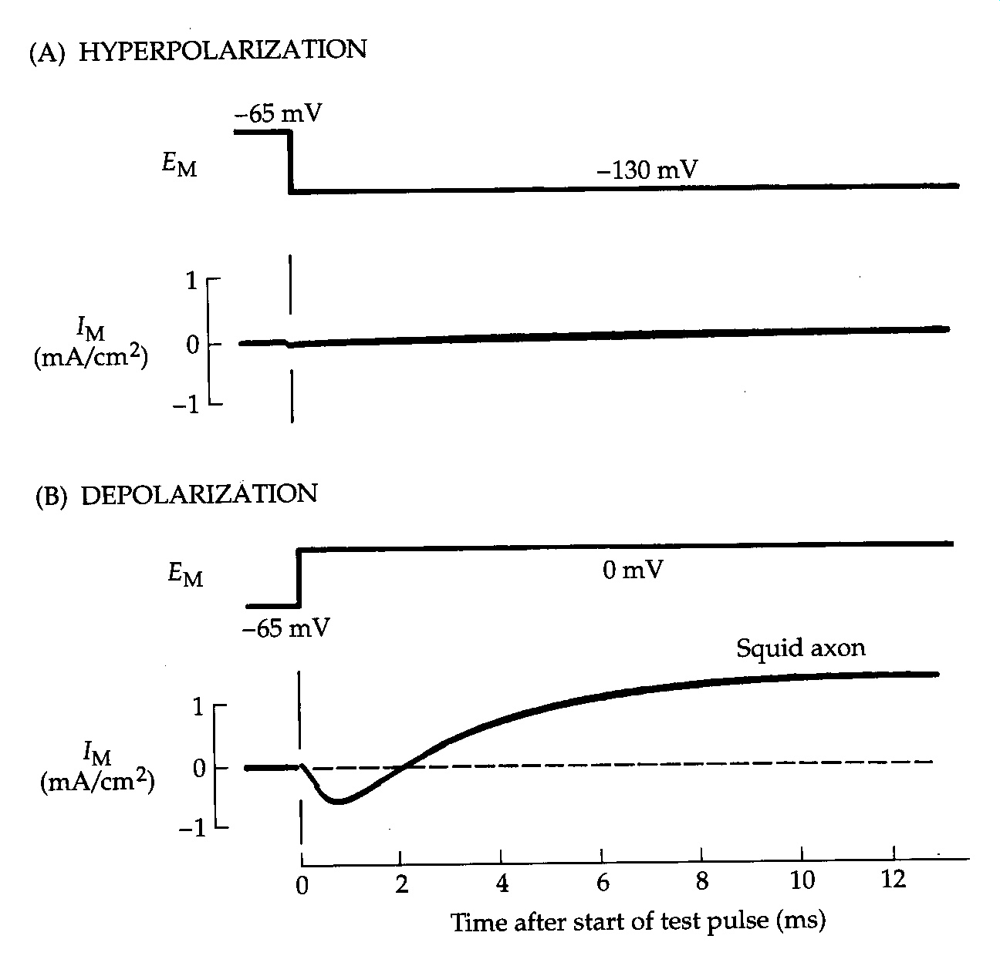 (A) HYPERPOLARIZATION
−65 mV
E_M
−130 mV
1
I_M
0
(mA/cm²)
−1
(B) DEPOLARIZATION
E_M
0 mV
−65 mV
Squid axon
1
I_M
0
(mA/cm²)
−1
0 2 4 6 8 10 12
Time after start of test pulse (ms)